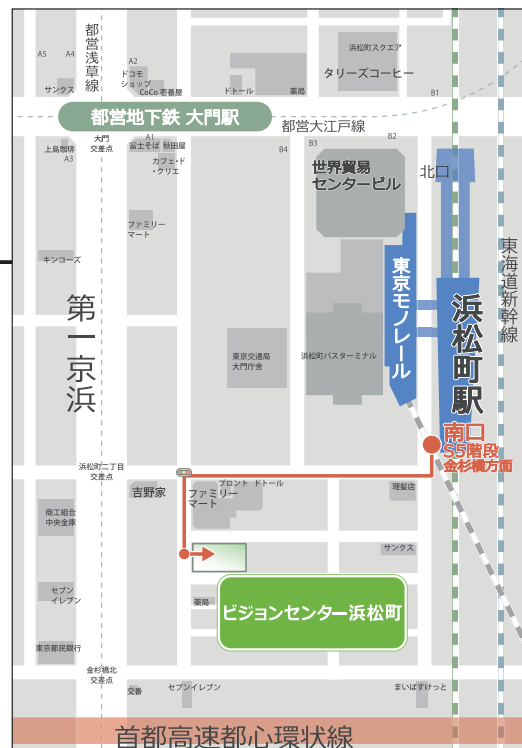 都営浅草線
A5
A4
A2
サンクス
ドコモ
ショップ
CoCo 壱番屋
ドトール
薬局
浜松町スクエア
タリーズコーヒー
B1
都営地下鉄 大門駅
都営大江戸線
大門
交差点
上島珈琲
A3
A1
富士そば
秋田屋
カフェ・ド
・クリエ
B4
B3
B2
世界貿易
センタービル
北口
ファミリー
マート
キンコーズ
東京モノレール
東海道新幹線
第一京浜
浜松町駅
東京交通局
大門庁舎
浜松町バスターミナル
南口
S5階段
金杉橋方面
浜松町二丁目
交差点
吉野家
ファミリー
マート
プロント
ドトール
理髪店
商工組合
中央金庫
サンクス
セブン
イレブン
薬局
ビジョンセンター浜松町
東京都民銀行
金杉橋北
交差点
交番
セブンイレブン
まいばすけっと
首都高速都心環状線